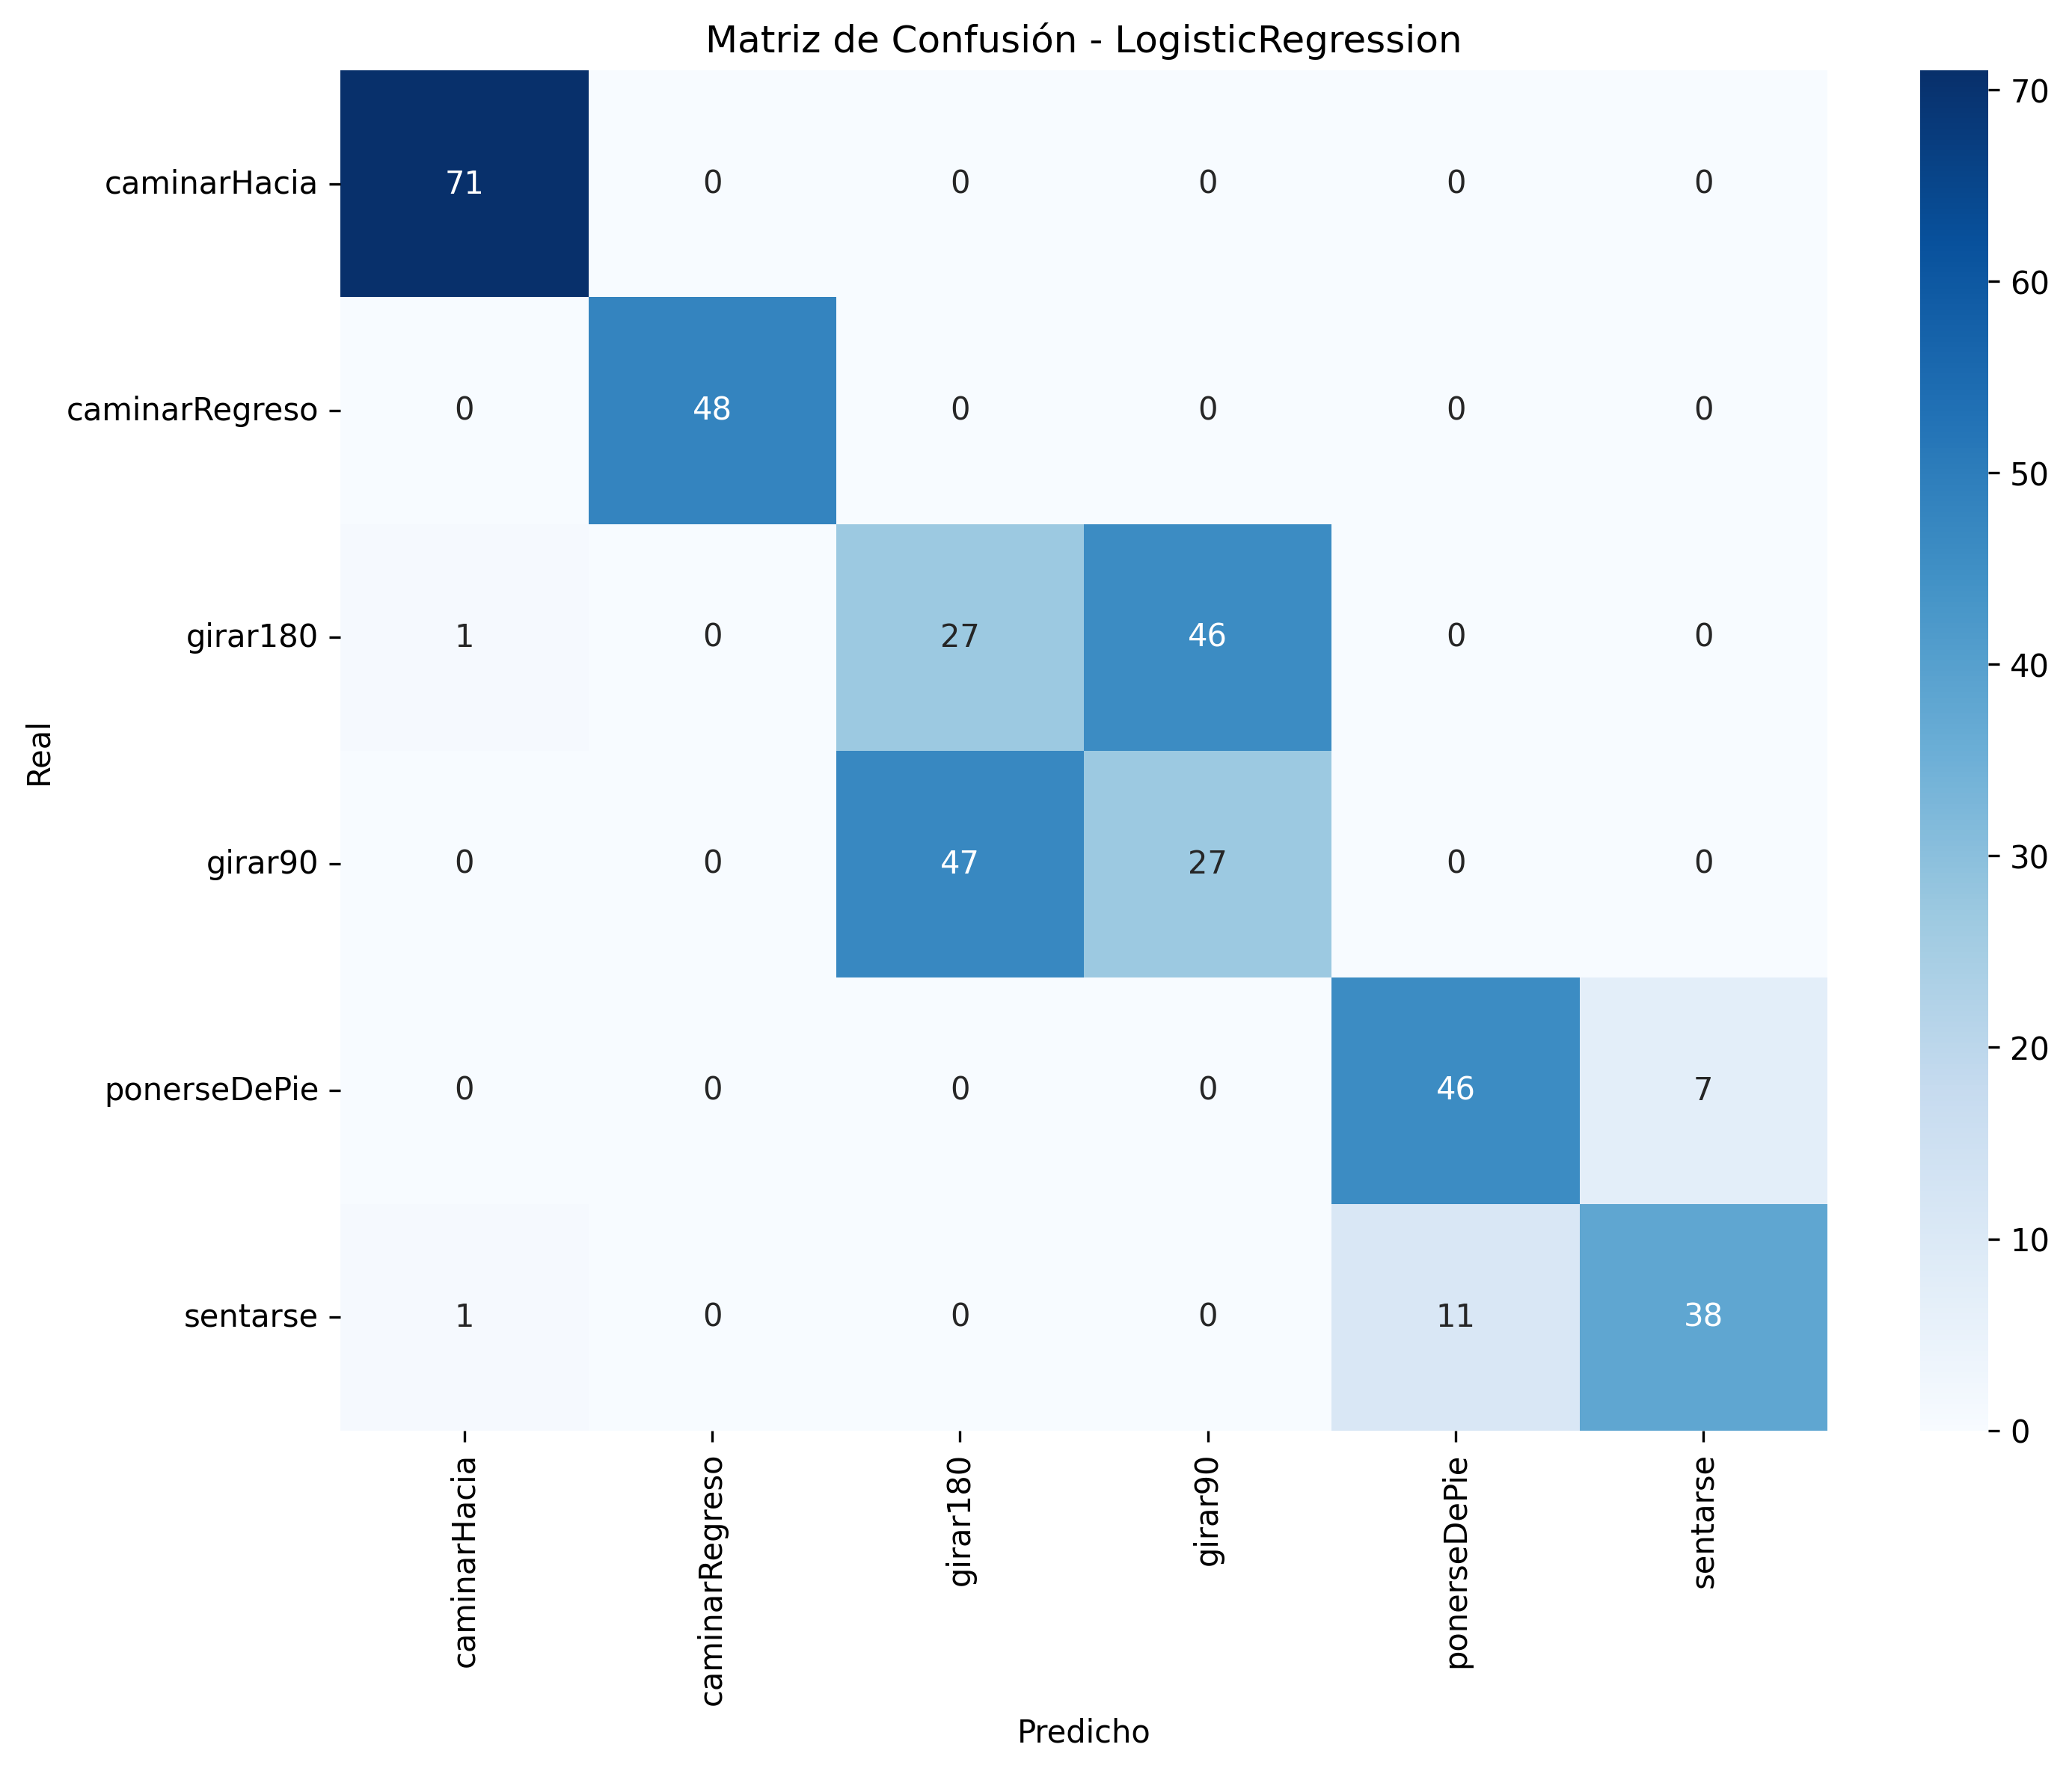 Matriz de Confusión - LogisticRegression
caminarHacia 71 0 0 0 0 0
caminarRegreso 0 48 0 0 0 0
girar180 1 0 27 46 0 0
girar90 0 0 47 27 0 0
ponerseDePie 0 0 0 0 46 7
sentarse 1 0 0 0 11 38
Real
caminarHacia
caminarRegreso
girar180
girar90
ponerseDePie
sentarse
Predicho
70
60
50
40
30
20
10
0